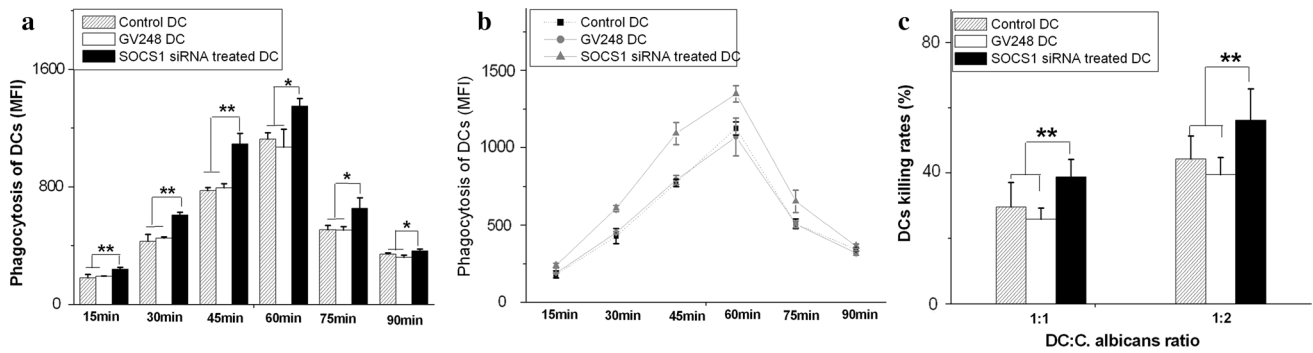 a
Control DC
GV248 DC
SOCS1 siRNA treated DC
Phagocytosis of DCs (MFI)
1600
800
0
** ** ** * * *
15min 30min 45min 60min 75min 90min
b
Control DC
GV248 DC
SOCS1 siRNA treated DC
Phagocytosis of DCs (MFI)
1500
1000
500
0
15min 30min 45min 60min 75min 90min
c
Control DC
GV248 DC
SOCS1 siRNA treated DC
DCs killing rates (%)
80
40
0
** **
1:1 1:2
DC:C. albicans ratio